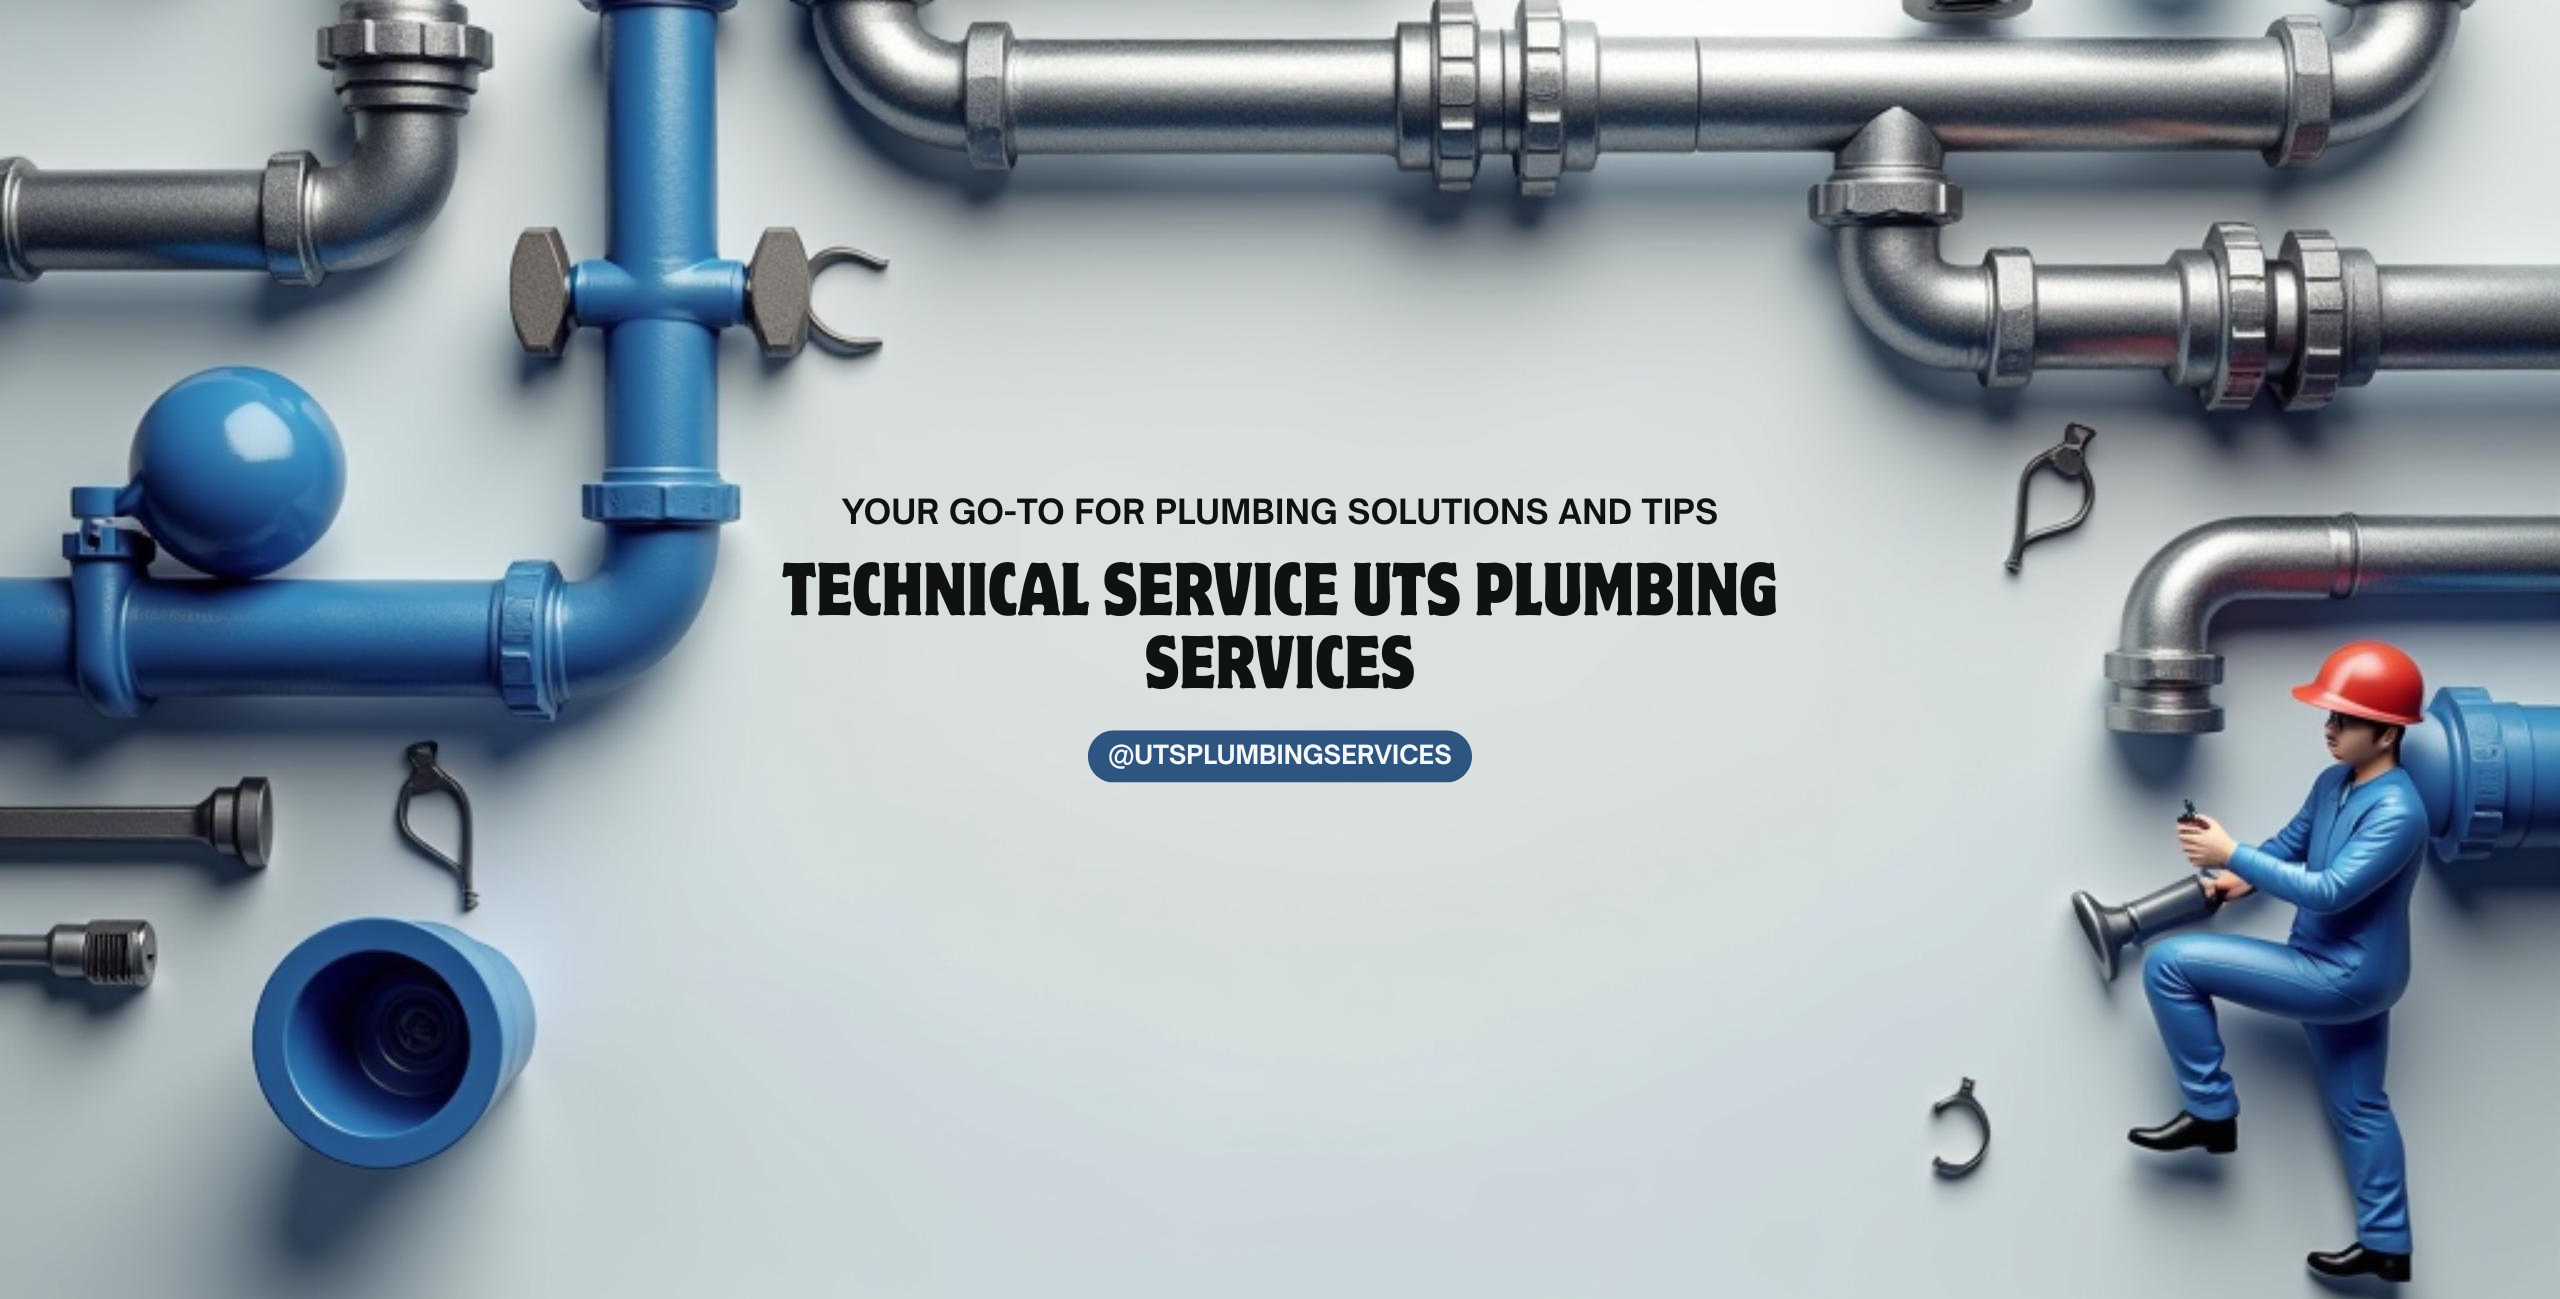 YOUR GO-TO FOR PLUMBING SOLUTIONS AND TIPS
TECHNICAL SERVICE UTS PLUMBING
SERVICES
@UTSPLUMBINGSERVICES